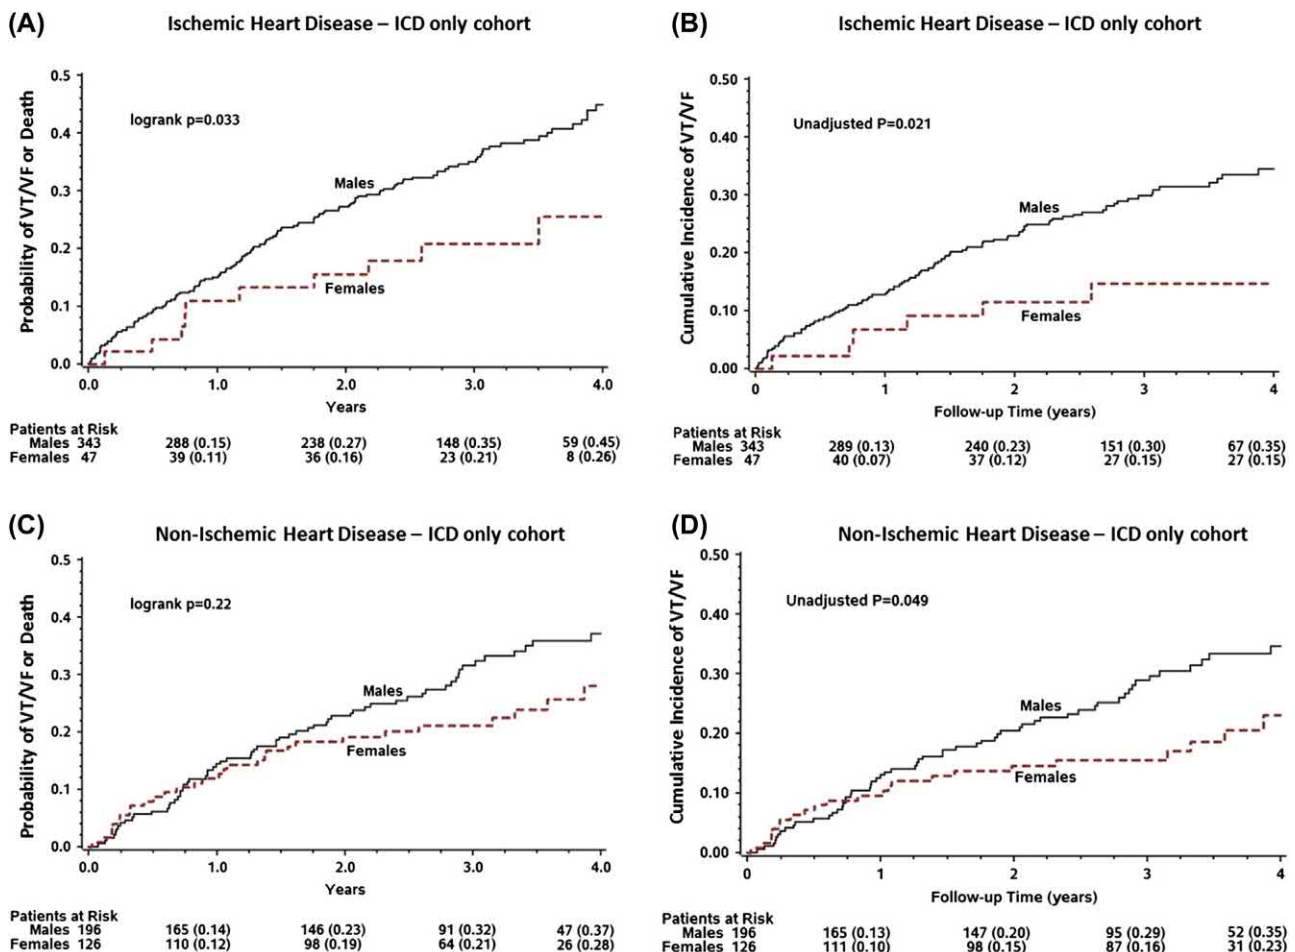 (A) Ischemic Heart Disease – ICD only cohort
Probability of VT/VF or Death
0.5
0.4
0.3
0.2
0.1
0.0
logrank p=0.033
Males
Females
0.0 1.0 2.0 3.0 4.0
Years
Patients at Risk
Males 343 288 (0.15) 238 (0.27) 148 (0.35) 59 (0.45)
Females 47 39 (0.11) 36 (0.16) 23 (0.21) 8 (0.26)
(B) Ischemic Heart Disease – ICD only cohort
Cumulative Incidence of VT/VF
0.50
0.40
0.30
0.20
0.10
0.00
Unadjusted P=0.021
Males
Females
0 1 2 3 4
Follow-up Time (years)
Patients at Risk
Males 343 289 (0.13) 240 (0.23) 151 (0.30) 67 (0.35)
Females 47 40 (0.07) 37 (0.12) 27 (0.15) 27 (0.15)
(C) Non-Ischemic Heart Disease – ICD only cohort
Probability of VT/VF or Death
0.5
0.4
0.3
0.2
0.1
0.0
logrank p=0.22
Males
Females
0.0 1.0 2.0 3.0 4.0
Years
Patients at Risk
Males 196 165 (0.14) 146 (0.23) 91 (0.32) 47 (0.37)
Females 126 110 (0.12) 98 (0.19) 64 (0.21) 26 (0.28)
(D) Non-Ischemic Heart Disease – ICD only cohort
Cumulative Incidence of VT/VF
0.50
0.40
0.30
0.20
0.10
0.00
Unadjusted P=0.049
Males
Females
0 1 2 3 4
Follow-up Time (years)
Patients at Risk
Males 196 165 (0.13) 147 (0.20) 95 (0.29) 52 (0.35)
Females 126 111 (0.10) 98 (0.15) 87 (0.16) 31 (0.23)